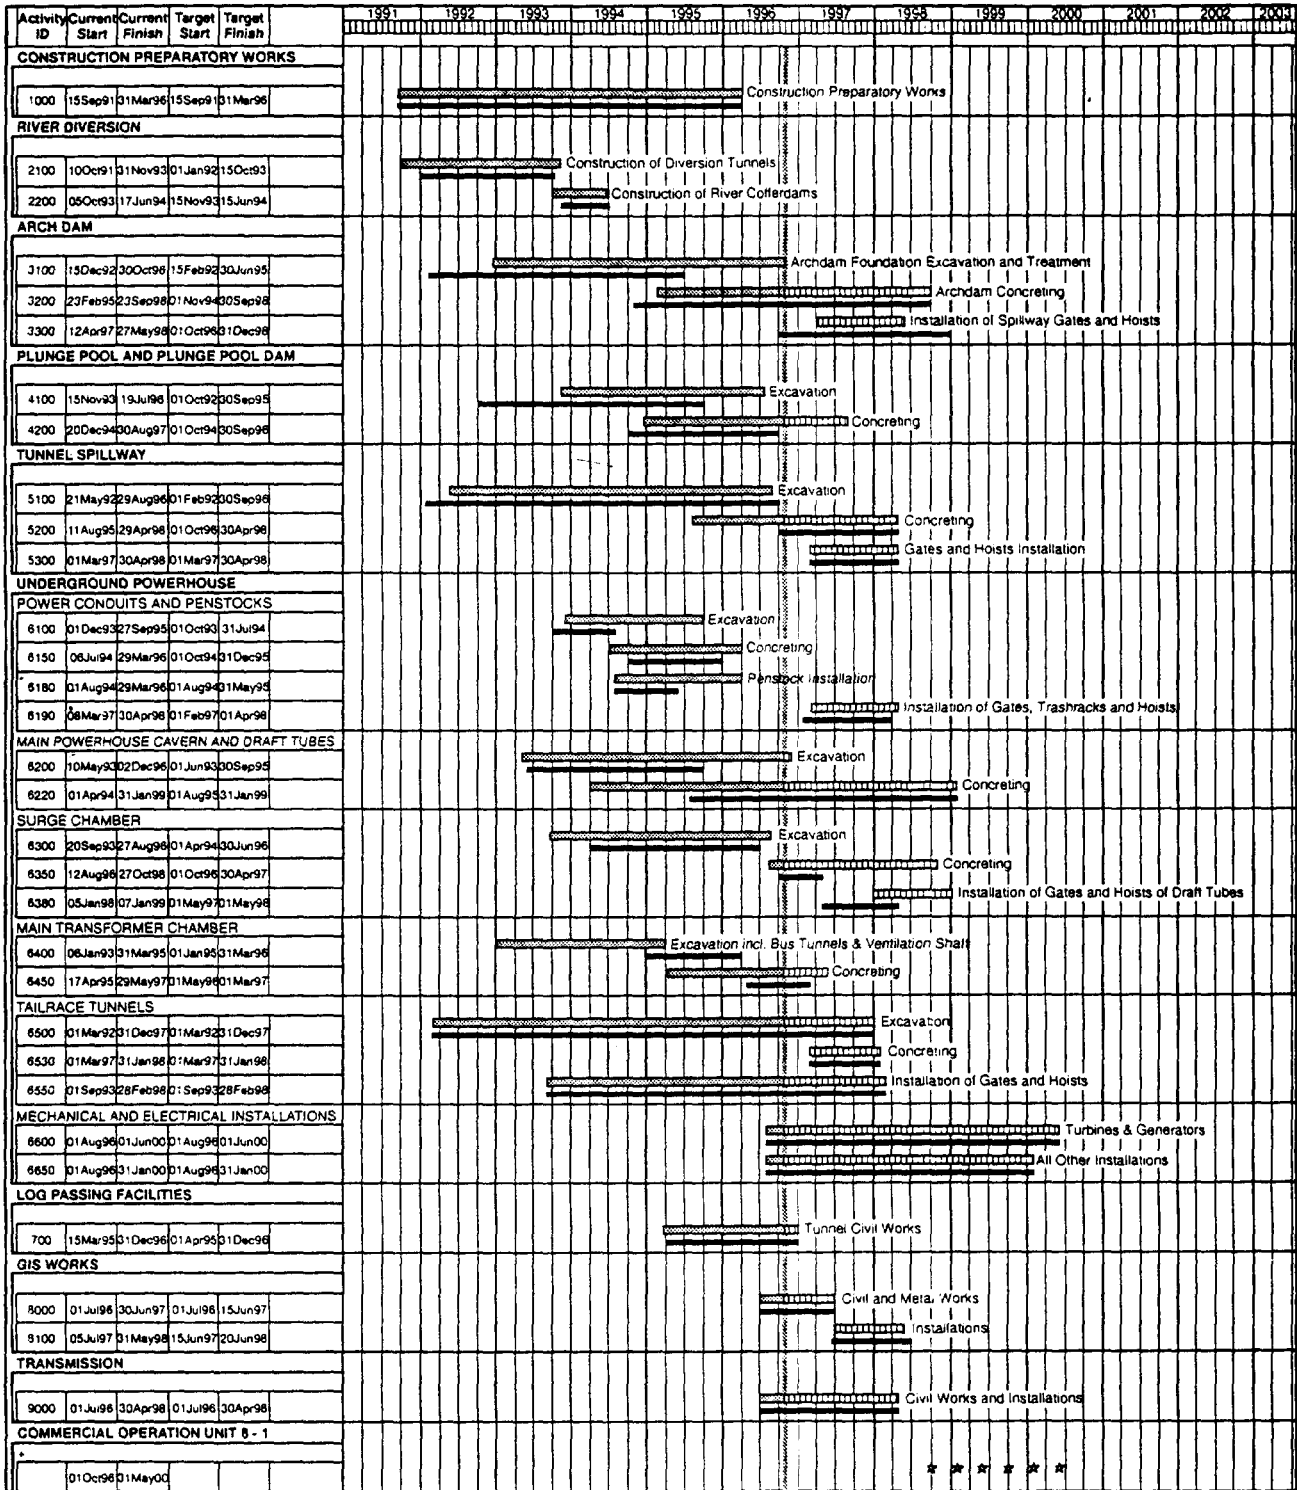 Activity ID Current Start Current Finish Target Start Target Finish 1991 1992 1993 1994 1995 1996 1997 1998 1999 2000 2001 2002 2003
CONSTRUCTION PREPARATORY WORKS
1000 15Sep91 31Mar96 15Sep91 31Mar96 Construction Preparatory Works
RIVER DIVERSION
2100 10Oct91 31Nov93 01Jan92 15Oct93 Construction of Diversion Tunnels
2200 05Oct93 17Jun94 15Nov93 15Jun94 Construction of River Cofferdams
ARCH DAM
3100 15Dec92 30Oct96 15Feb92 30Jun95 Archdam Foundation Excavation and Treatment
3200 23Feb95 23Sep98 01Nov94 30Sep98 Archdam Concreting
3300 12Apr97 27May98 01Oct96 31Dec98 Installation of Spillway Gates and Hoists
PLUNGE POOL AND PLUNGE POOL DAM
4100 15Nov93 19Jul96 01Oct92 30Sep95 Excavation
4200 20Dec94 30Aug97 01Oct94 30Sep96 Concreting
TUNNEL SPILLWAY
5100 21May92 29Aug96 01Feb92 30Sep96 Excavation
5200 11Aug95 29Apr98 01Oct96 30Apr98 Concreting
5300 01Mar97 30Apr98 01Mar97 30Apr98 Gates and Hoists Installation
UNDERGROUND POWERHOUSE
POWER CONDUITS AND PENSTOCKS
6100 01Dec93 27Sep95 01Oct93 31Jul94 Excavation
6150 06Jul94 29Mar96 01Oct94 31Dec95 Concreting
6180 01Aug94 29Mar96 01Aug94 31May95 Penstock Installation
6190 08Mar97 30Apr98 01Feb97 01Apr98 Installation of Gates, Trashracks and Hoists
MAIN POWERHOUSE CAVERN AND DRAFT TUBES
6200 10May93 02Dec96 01Jun93 30Sep95 Excavation
6220 01Apr94 31Jan99 01Aug95 31Jan99 Concreting
SURGE CHAMBER
6300 20Sep93 27Aug96 01Apr94 30Jun96 Excavation
6350 12Aug96 27Oct98 01Oct96 30Apr97 Concreting
6380 05Jan98 07Jan99 01May97 01May98 Installation of Gates and Hoists of Draft Tubes
MAIN TRANSFORMER CHAMBER
6400 06Jan93 31Mar95 01Jan95 31Mar96 Excavation incl. Bus Tunnels & Ventilation Shaft
6450 17Apr95 29May97 01May96 01Mar97 Concreting
TAILRACE TUNNELS
6500 01Mar92 31Dec97 01Mar92 31Dec97 Excavation
6530 01Mar97 31Jan98 01Mar97 31Jan98 Concreting
6550 01Sep93 28Feb98 01Sep93 28Feb98 Installation of Gates and Hoists
MECHANICAL AND ELECTRICAL INSTALLATIONS
6600 01Aug96 01Jun00 01Aug96 01Jun00 Turbines & Generators
6650 01Aug96 31Jan00 01Aug96 31Jan00 All Other Installations
LOG PASSING FACILITIES
700 15Mar95 31Dec96 01Apr95 31Dec96 Tunnel Civil Works
GIS WORKS
8000 01Jul96 30Jun97 01Jul96 15Jun97 Civil and Metal Works
8100 05Jul97 31May98 15Jun97 20Jun98 Installations
TRANSMISSION
9000 01Jul96 30Apr98 01Jul96 30Apr98 Civil Works and Installations
COMMERCIAL OPERATION UNIT 6 - 1
01Oct96 01May00